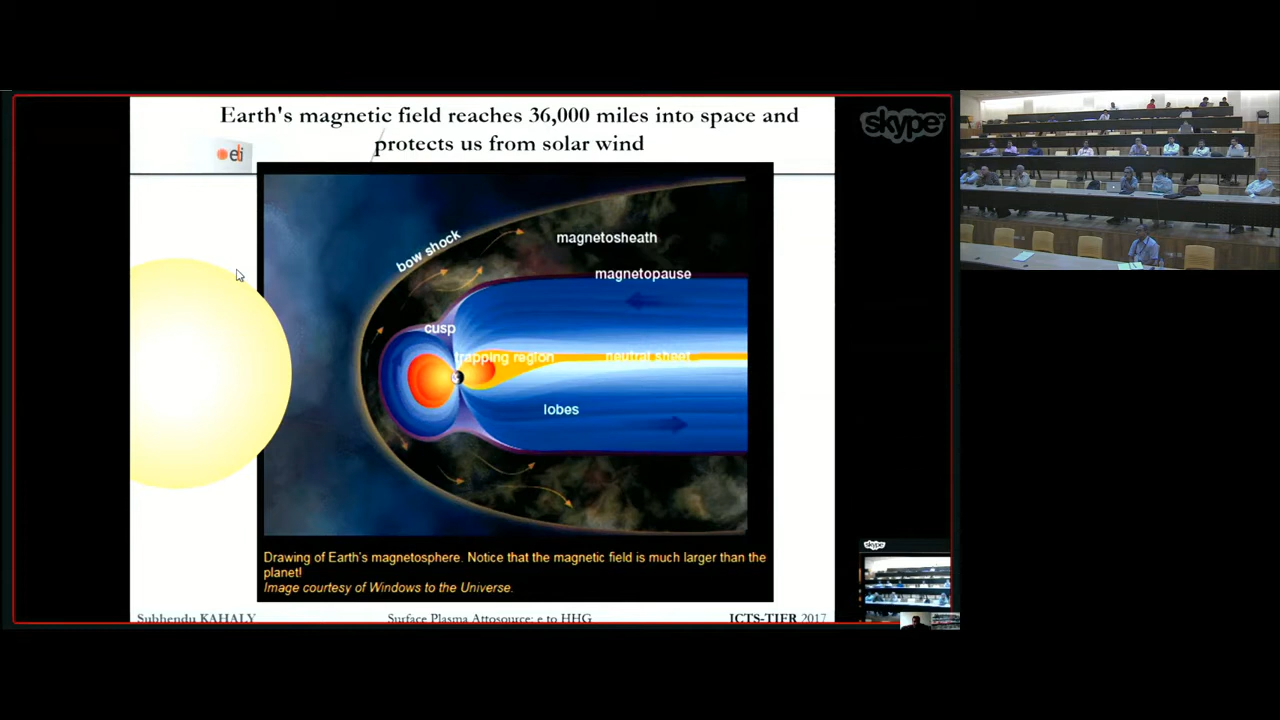 Earth's magnetic field reaches 36,000 miles into space and
protects us from solar wind
eli
skype
bow shock
magnetosheath
magnetopause
cusp
trapping region
neutral sheet
lobes
Drawing of Earth's magnetosphere. Notice that the magnetic field is much larger than the
planet!
Image courtesy of Windows to the Universe.
Subhendu KAHALY
Surface Plasma Attosource: e to HHG
ICTS-TIFR 2017
skype